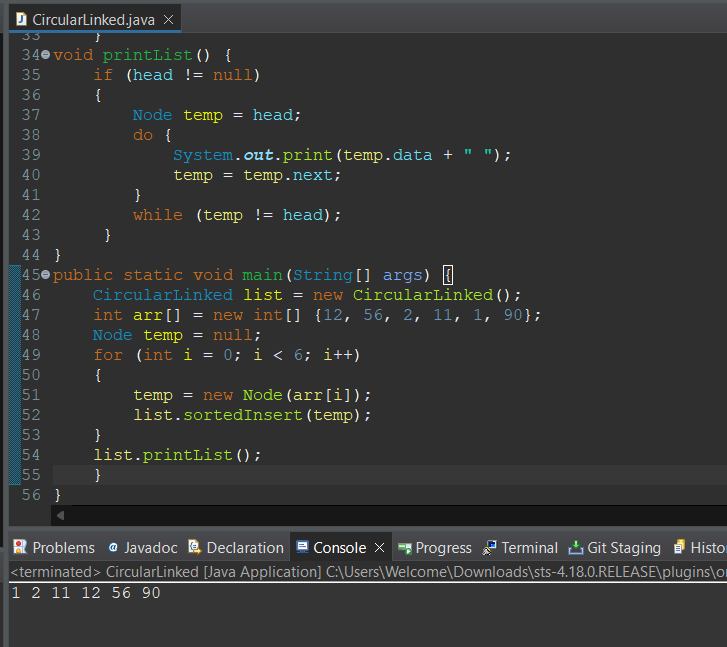 CircularLinked.java ×
33 }
34 void printList() {
35 if (head != null)
36 {
37 Node temp = head;
38 do {
39 System.out.print(temp.data + " ");
40 temp = temp.next;
41 }
42 while (temp != head);
43 }
44 }
45 public static void main(String[] args) {
46 CircularLinked list = new CircularLinked();
47 int arr[] = new int[] {12, 56, 2, 11, 1, 90};
48 Node temp = null;
49 for (int i = 0; i < 6; i++)
50 {
51 temp = new Node(arr[i]);
52 list.sortedInsert(temp);
53 }
54 list.printList();
55 }
56 }
Problems @ Javadoc Declaration Console × Progress Terminal Git Staging Histo
<terminated> CircularLinked [Java Application] C:\Users\Welcome\Downloads\sts-4.18.0.RELEASE\plugins\o
1 2 11 12 56 90